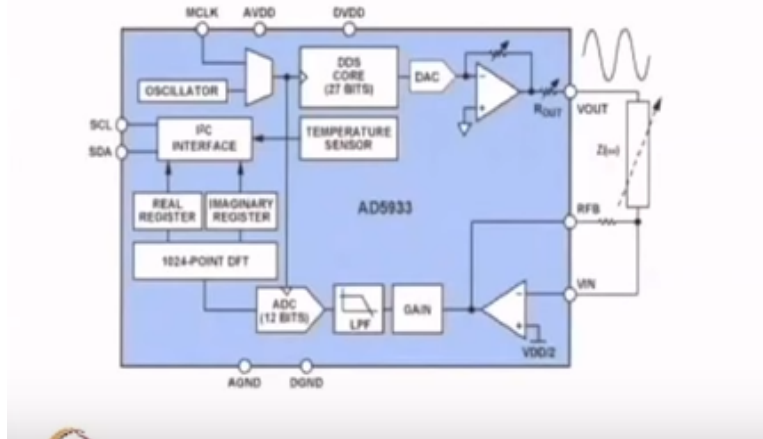 MCLK AVDD DVDD
DDS
CORE
(27 BITS)
DAC
OSCILLATOR
ROUT
VOUT
SCL
I²C
INTERFACE
TEMPERATURE
SENSOR
SDA
Z(ω)
REAL
REGISTER
IMAGINARY
REGISTER
AD5933
RFB
1024-POINT DFT
VIN
ADC
(12 BITS)
LPF
GAIN
VDD/2
AGND DGND